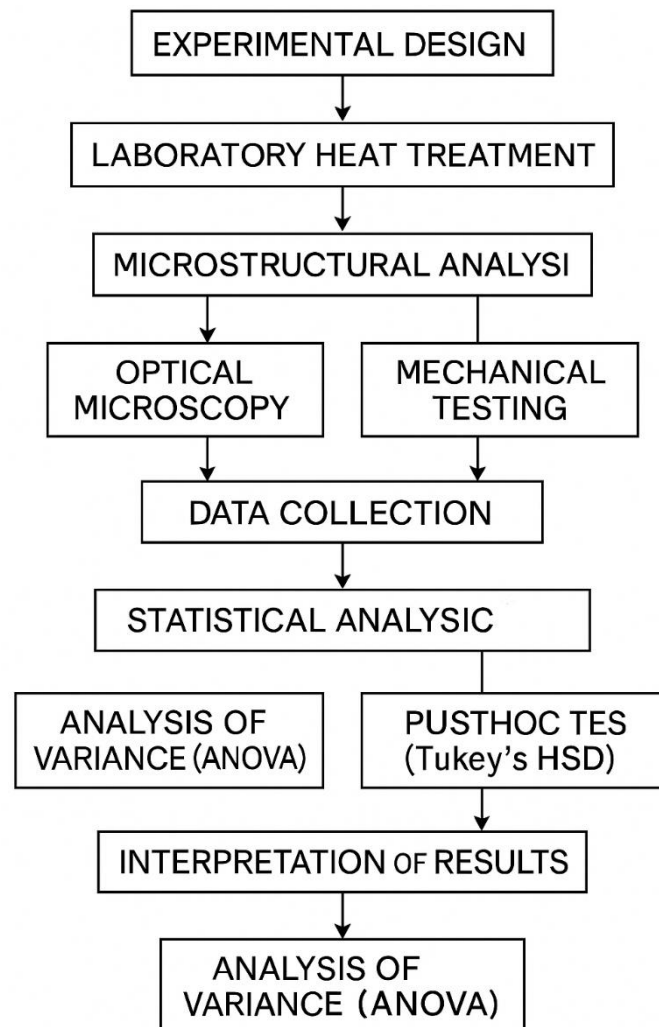 EXPERIMENTAL DESIGN
LABORATORY HEAT TREATMENT
MICROSTRUCTURAL ANALYSI
OPTICAL
MICROSCOPY
MECHANICAL
TESTING
DATA COLLECTION
STATISTICAL ANALYSIC
ANALYSIS OF
VARIANCE (ANOVA)
PUSTHOC TES
(Tukey's HSD)
INTERPRETATION OF RESULTS
ANALYSIS OF
VARIANCE (ANOVA)